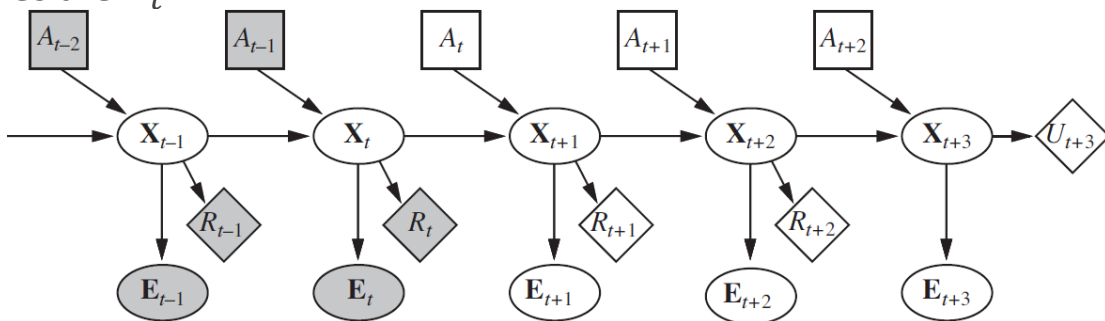 A_{t-2} A_{t-1} A_t A_{t+1} A_{t+2}
X_{t-1} X_t X_{t+1} X_{t+2} X_{t+3} U_{t+3}
R_{t-1} R_t R_{t+1} R_{t+2}
E_{t-1} E_t E_{t+1} E_{t+2} E_{t+3}